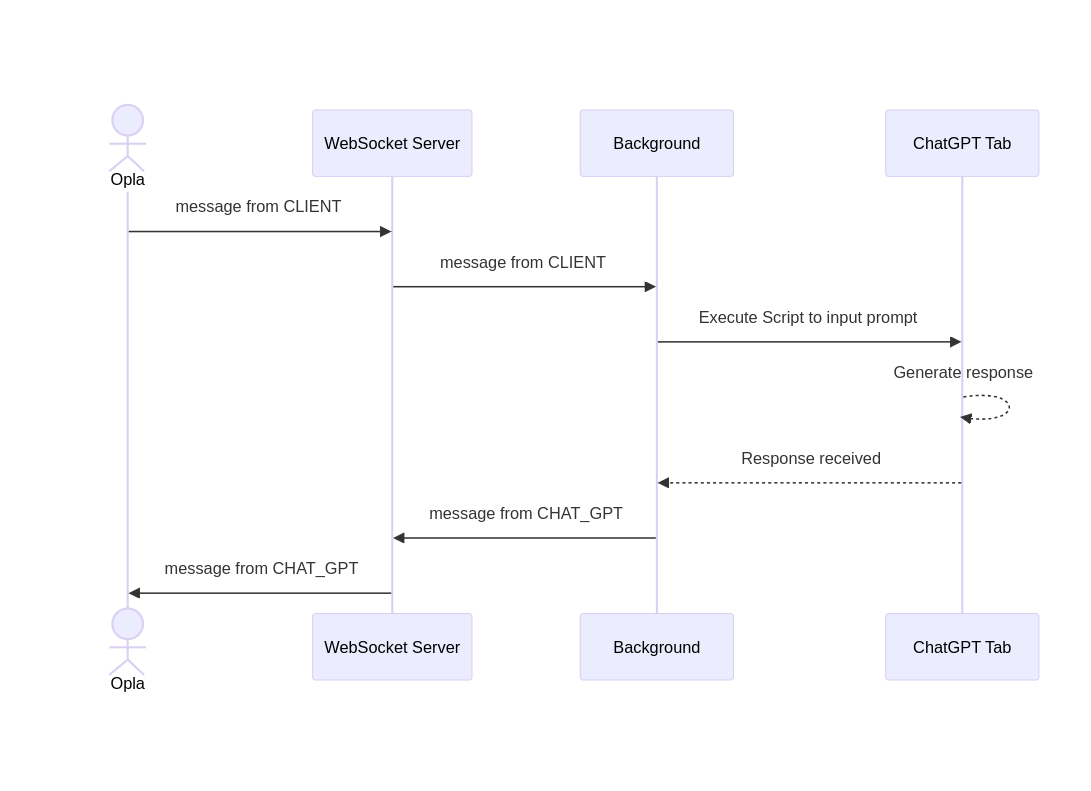 Opla
WebSocket Server
Background
ChatGPT Tab
message from CLIENT
message from CLIENT
Execute Script to input prompt
Generate response
Response received
message from CHAT_GPT
message from CHAT_GPT
Opla
WebSocket Server
Background
ChatGPT Tab